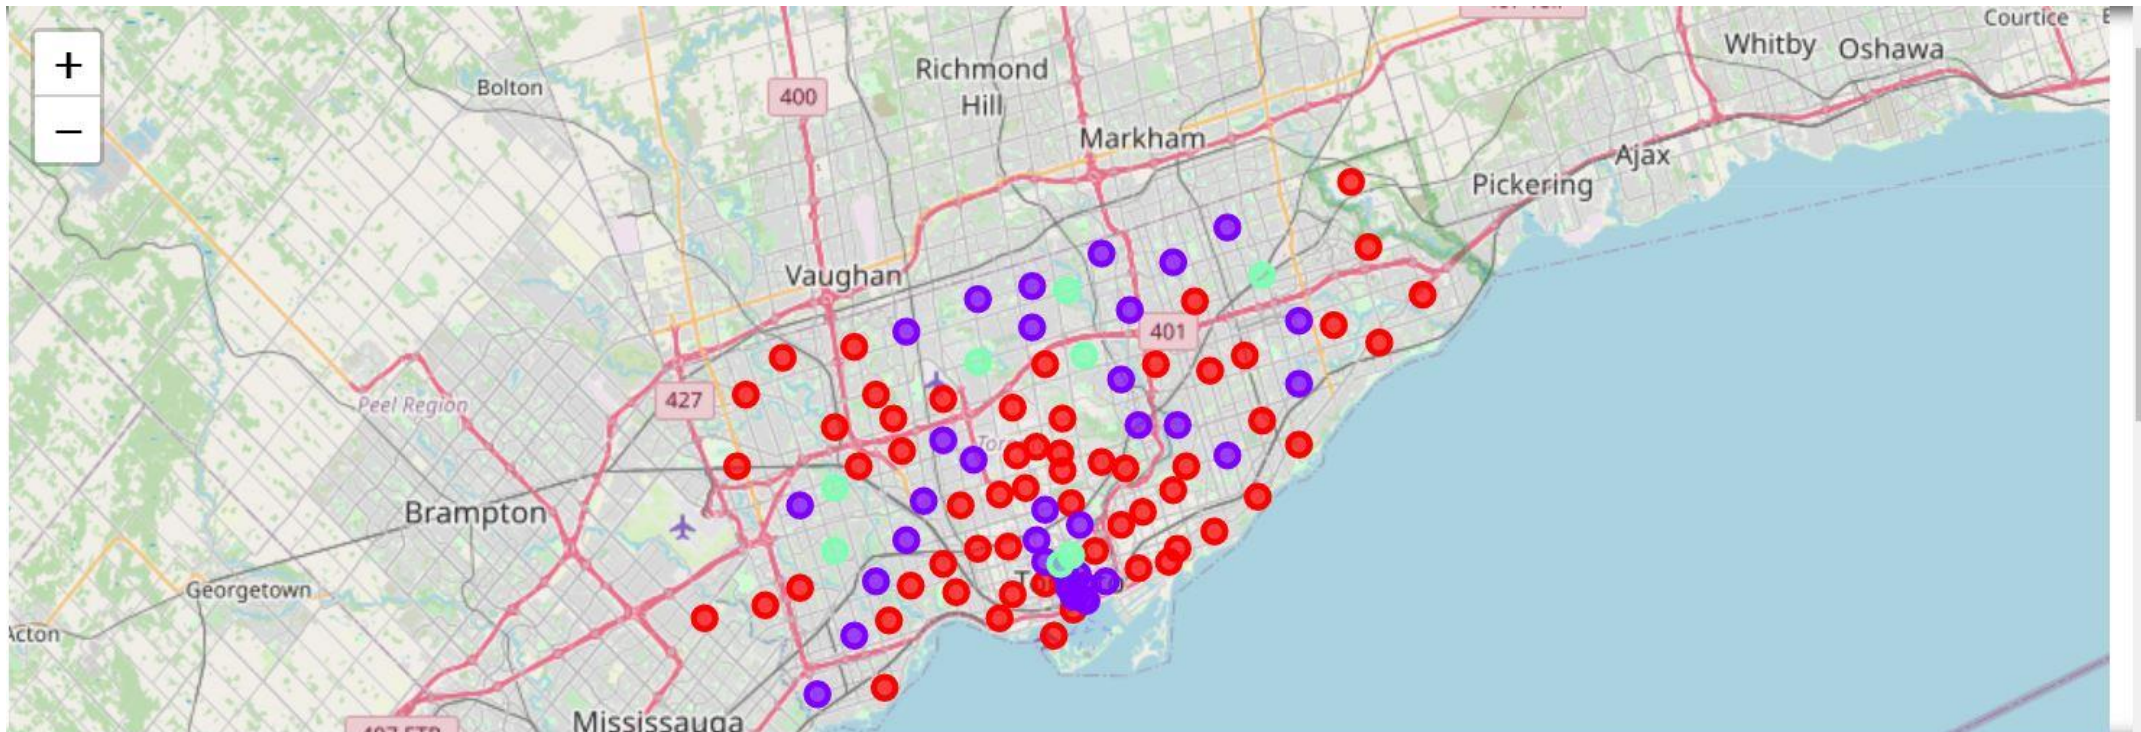 Courtice
+
Whitby
Oshawa
Richmond
Hill
Bolton
400
Markham
Ajax
Pickering
Vaughan
401
427
Peel Region
Brampton
Georgetown
Acton
Mississauga
−